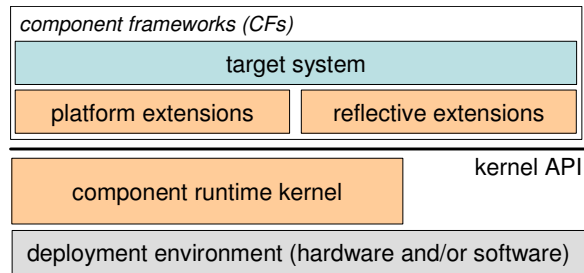 component frameworks (CFs)
target system
platform extensions
reflective extensions
kernel API
component runtime kernel
deployment environment (hardware and/or software)